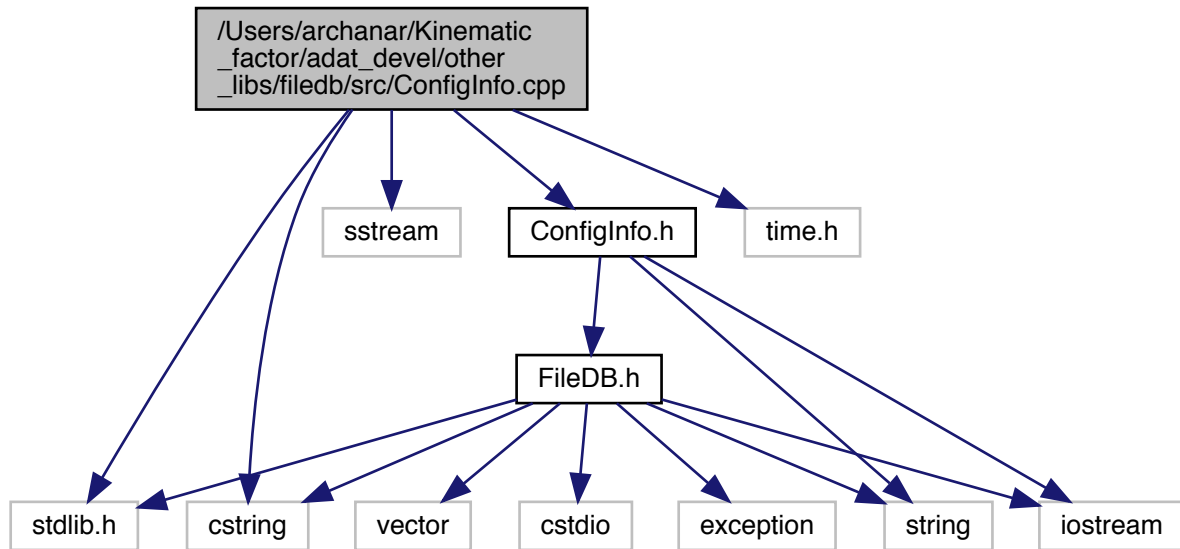 /Users/archanar/Kinematic
_factor/adat_devel/other
_libs/filedb/src/ConfigInfo.cpp
sstream
ConfigInfo.h
time.h
FileDB.h
stdlib.h
cstring
vector
cstdio
exception
string
iostream